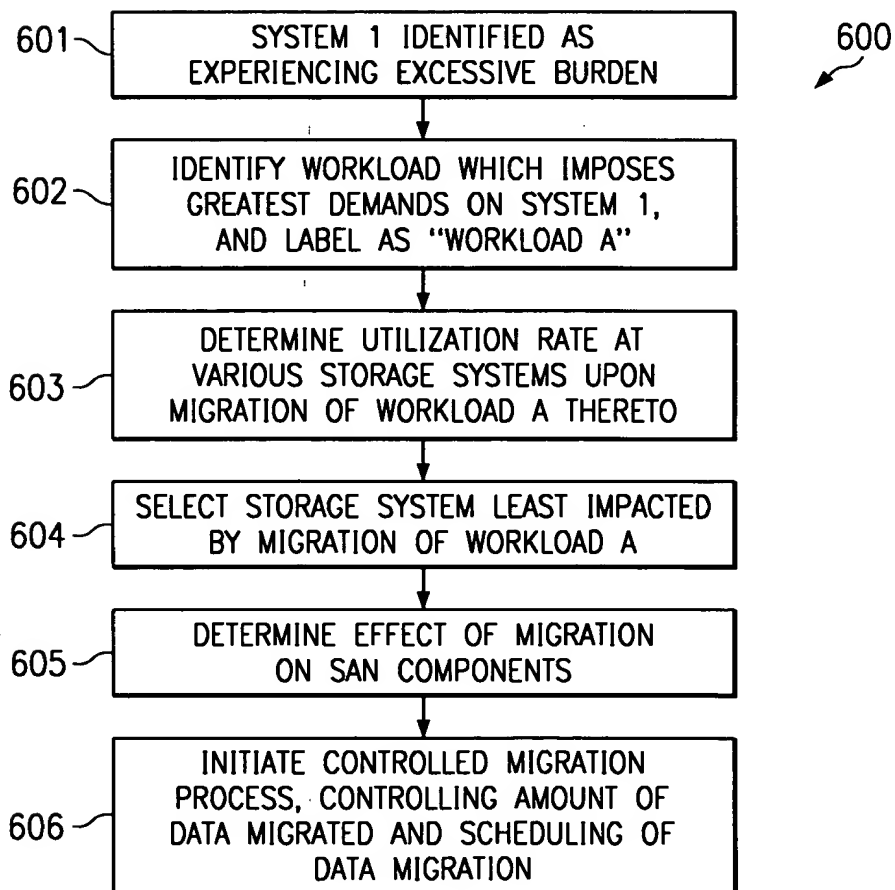 601
SYSTEM 1 IDENTIFIED AS
EXPERIENCING EXCESSIVE BURDEN
600
602
IDENTIFY WORKLOAD WHICH IMPOSES
GREATEST DEMANDS ON SYSTEM 1,
AND LABEL AS "WORKLOAD A"
603
DETERMINE UTILIZATION RATE AT
VARIOUS STORAGE SYSTEMS UPON
MIGRATION OF WORKLOAD A THERETO
604
SELECT STORAGE SYSTEM LEAST IMPACTED
BY MIGRATION OF WORKLOAD A
605
DETERMINE EFFECT OF MIGRATION
ON SAN COMPONENTS
606
INITIATE CONTROLLED MIGRATION
PROCESS, CONTROLLING AMOUNT OF
DATA MIGRATED AND SCHEDULING OF
DATA MIGRATION